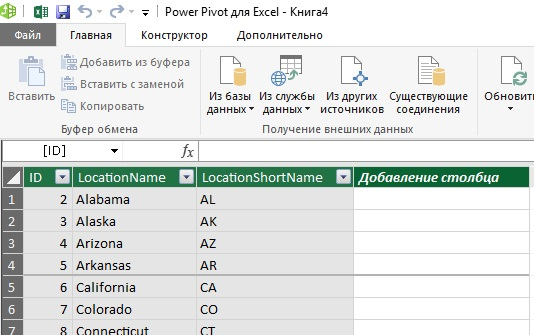 Power Pivot для Excel - Книга4
Файл Главная Конструктор Дополнительно
Вставить
Добавить из буфера
Вставить с заменой
Копировать
Буфер обмена
Из базы данных
Из службы данных
Из других источников
Существующие соединения
Получение внешних данных
Обновить
[ID] fx
ID LocationName LocationShortName Добавление столбца
1 2 Alabama AL
2 3 Alaska AK
3 4 Arizona AZ
4 5 Arkansas AR
5 6 California CA
6 7 Colorado CO
7 8 Connecticut CT